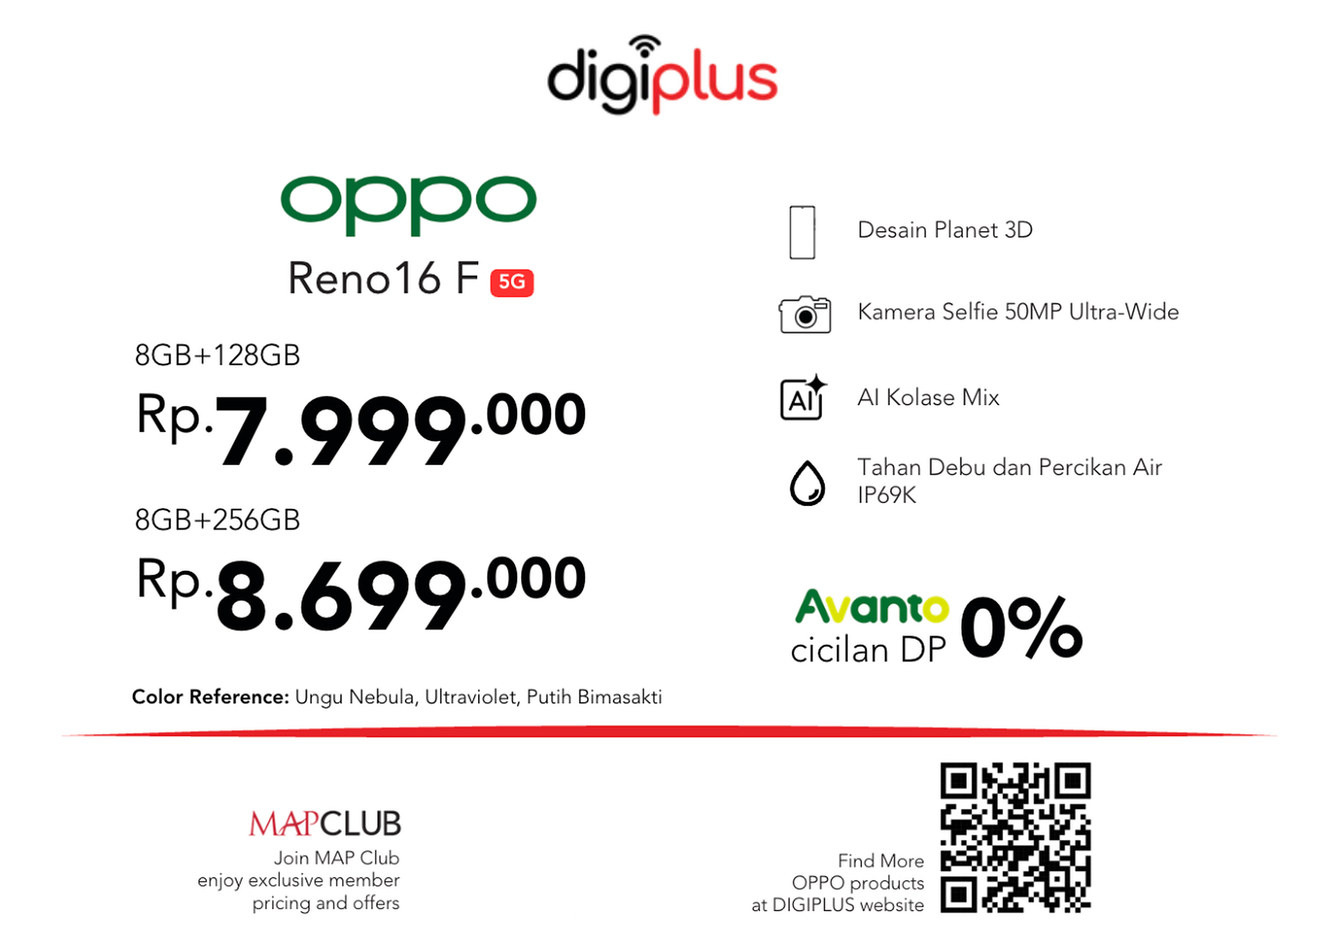 digiplus
oppo
Reno16 F 5G
8GB+128GB
Rp.7.999.000
8GB+256GB
Rp.8.699.000
Color Reference: Ungu Nebula, Ultraviolet, Putih Bimasakti
Desain Planet 3D
Kamera Selfie 50MP Ultra-Wide
AI
AI Kolase Mix
Tahan Debu dan Percikan Air
IP69K
Avanto
cicilan DP 0%
MAPCLUB
Join MAP Club
enjoy exclusive member
pricing and offers
Find More
OPPO products
at DIGIPLUS website